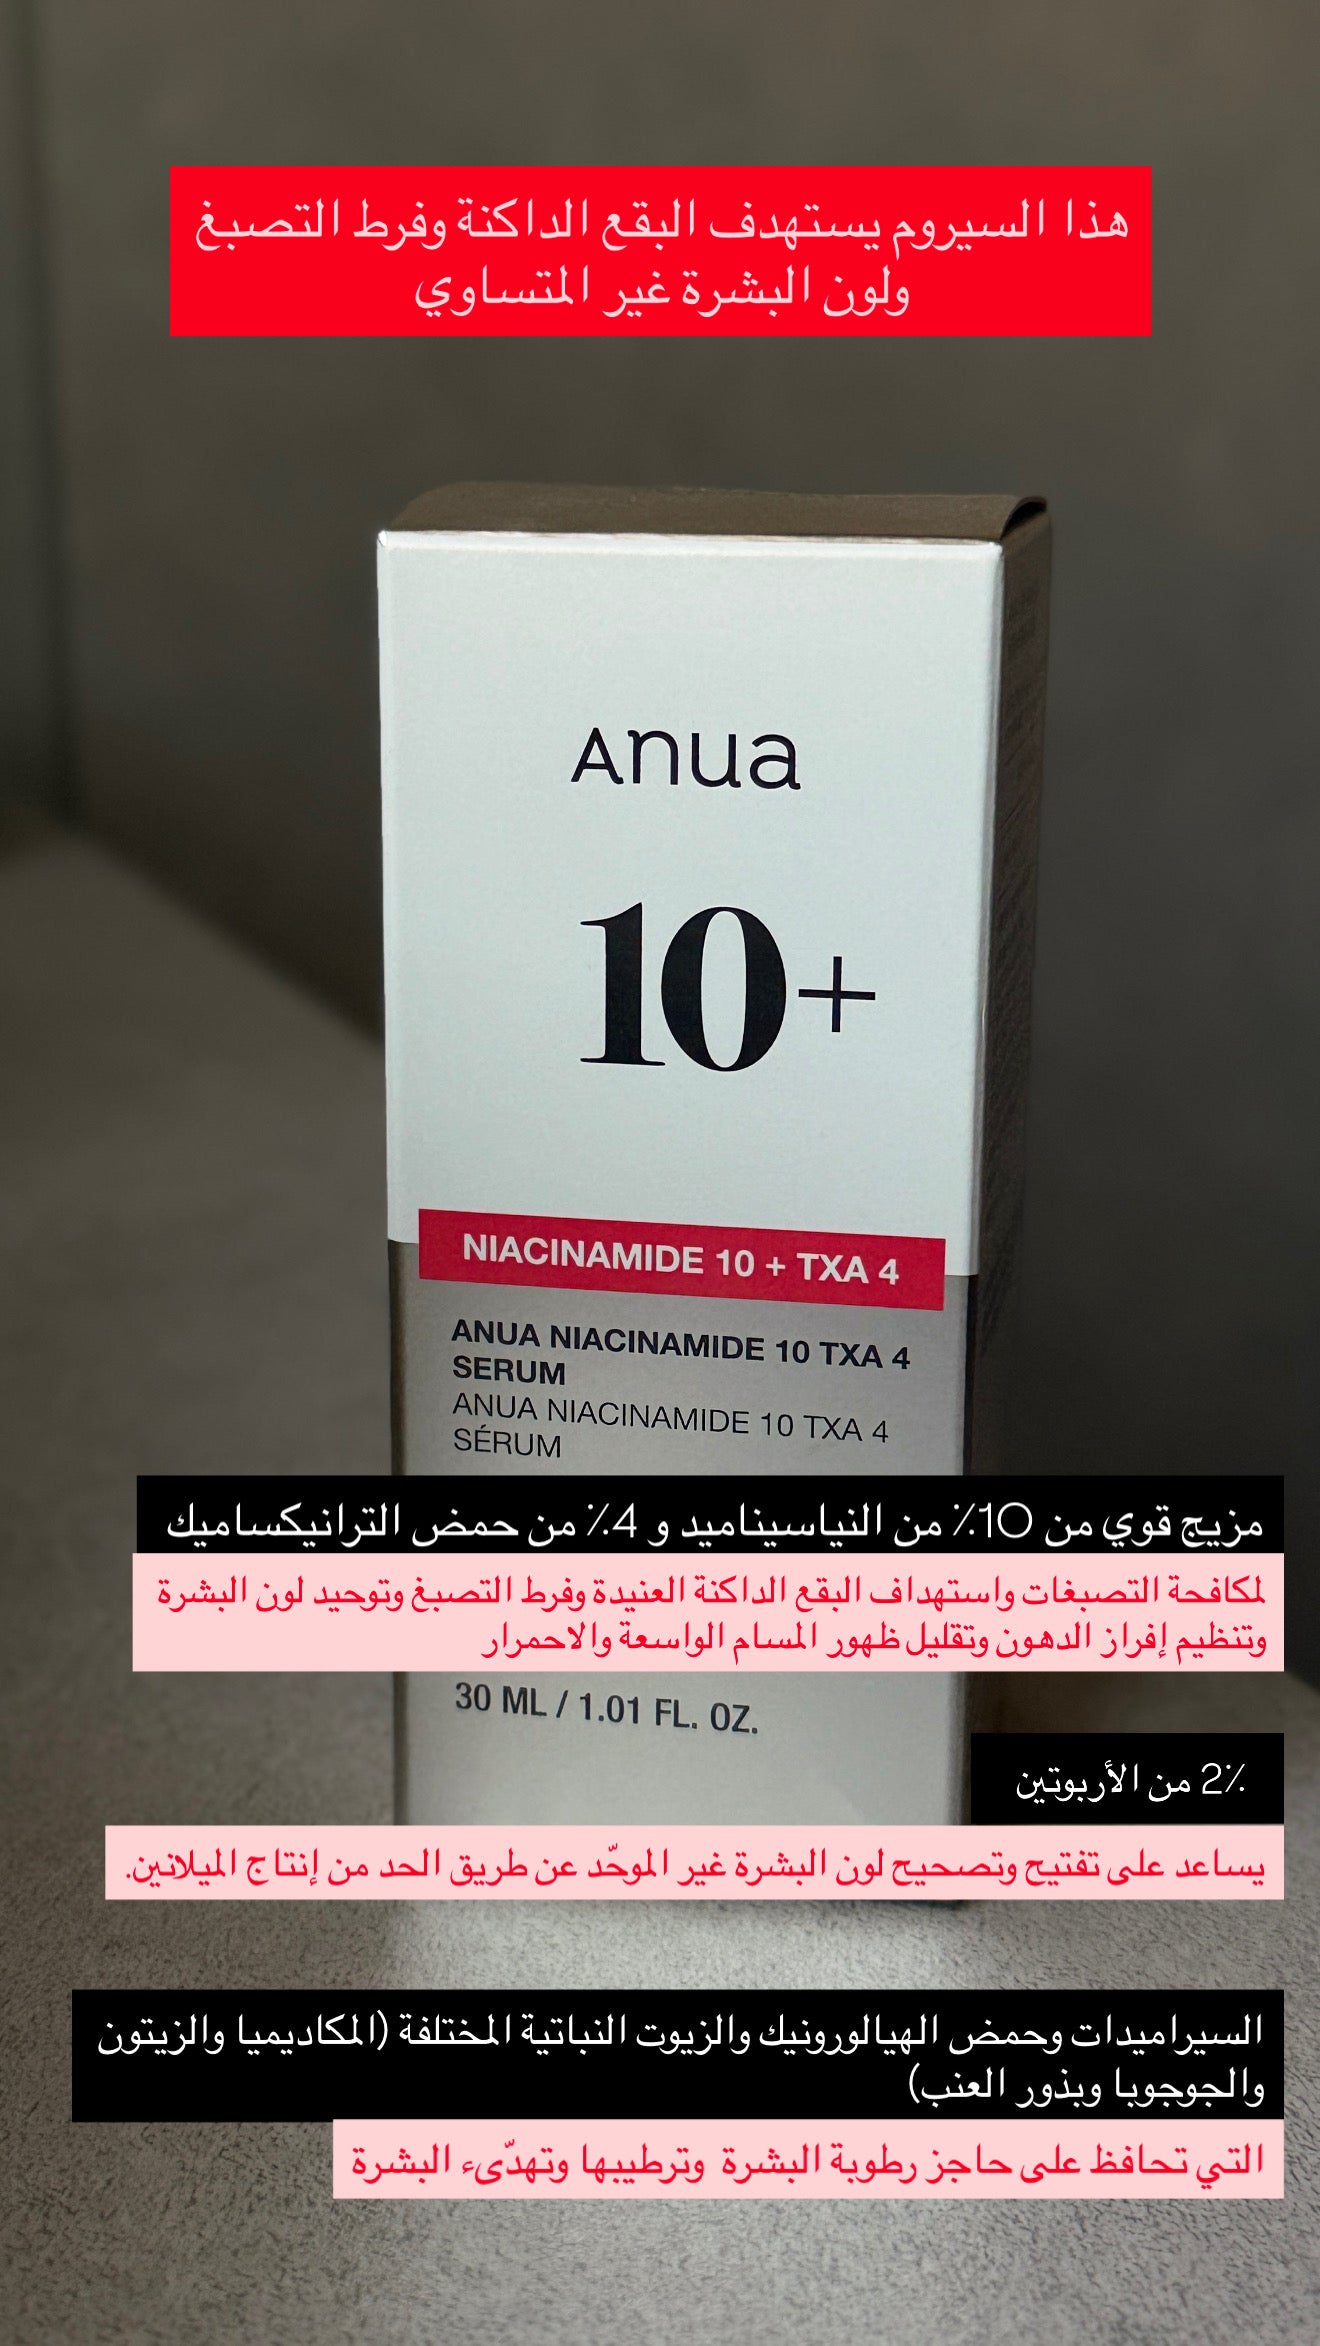 هذا السيروم يستهدف البقع الداكنة وفرط التصبغ
ولون البشرة غير المتساوي
Anua
10+
NIACINAMIDE 10 + TXA 4
ANUA NIACINAMIDE 10 TXA 4
SERUM
ANUA NIACINAMIDE 10 TXA 4
SÉRUM
مزيج قوي من 10٪ من النياسيناميد و 4٪ من حمض الترانيكساميك
لمكافحة التصبغات واستهداف البقع الداكنة العنيدة وفرط التصبغ وتوحيد لون البشرة
وتنظيم إفراز الدهون وتقليل ظهور المسام الواسعة والاحمرار
30 ML / 1.01 FL. OZ.
2٪ من الأربوتين
يساعد على تفتيح وتصحيح لون البشرة غير الموحّد عن طريق الحد من إنتاج الميلانين.
السيراميدات وحمض الهيالورونيك والزيوت النباتية المختلفة (المكاديميا والزيتون
والجوجوبا وبذور العنب)
التي تحافظ على حاجز رطوبة البشرة وترطيبها وتهدّىء البشرة